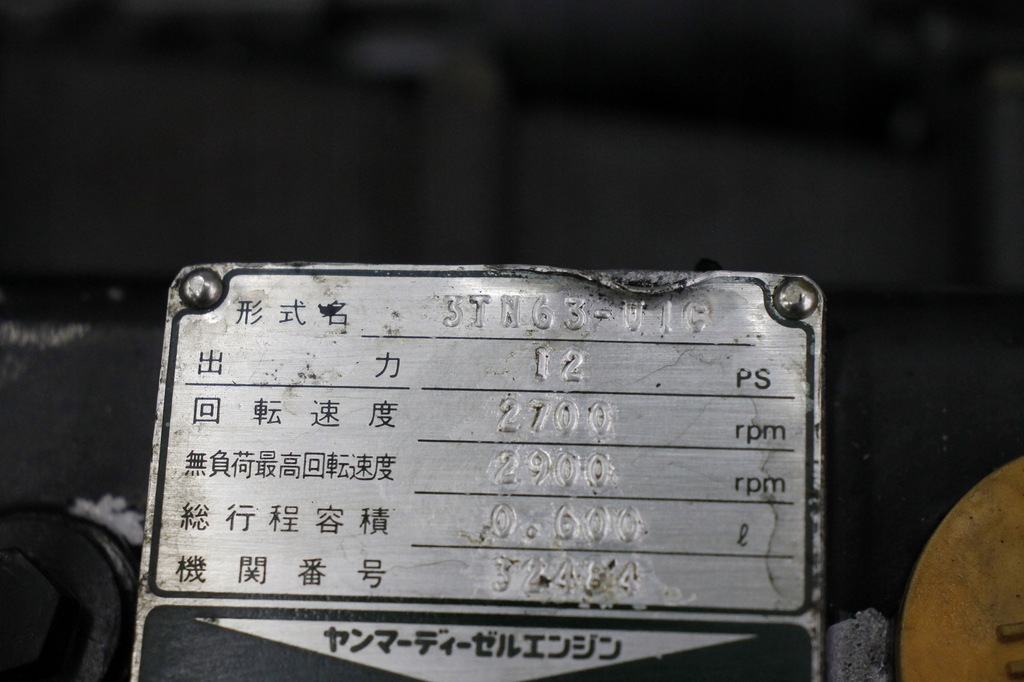 形式名 3TN63-U1C
出力 12 PS
回転速度 2700 rpm
無負荷最高回転速度 2900 rpm
総行程容積 0.600 ℓ
機関番号
ヤンマーディーゼルエンジン